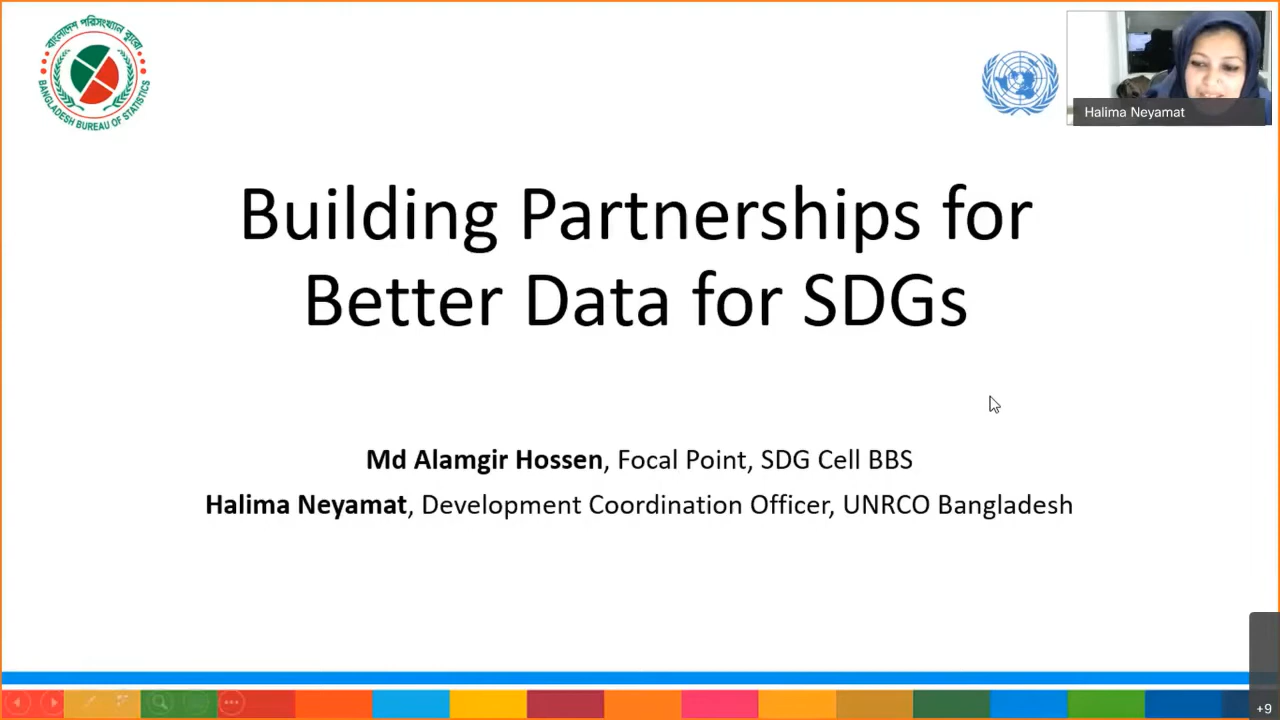 বাংলাদেশ পরিসংখ্যান ব্যুরো
BANGLADESH BUREAU OF STATISTICS
Halima Neyamat
Building Partnerships for
Better Data for SDGs
Md Alamgir Hossen, Focal Point, SDG Cell BBS
Halima Neyamat, Development Coordination Officer, UNRCO Bangladesh
+9